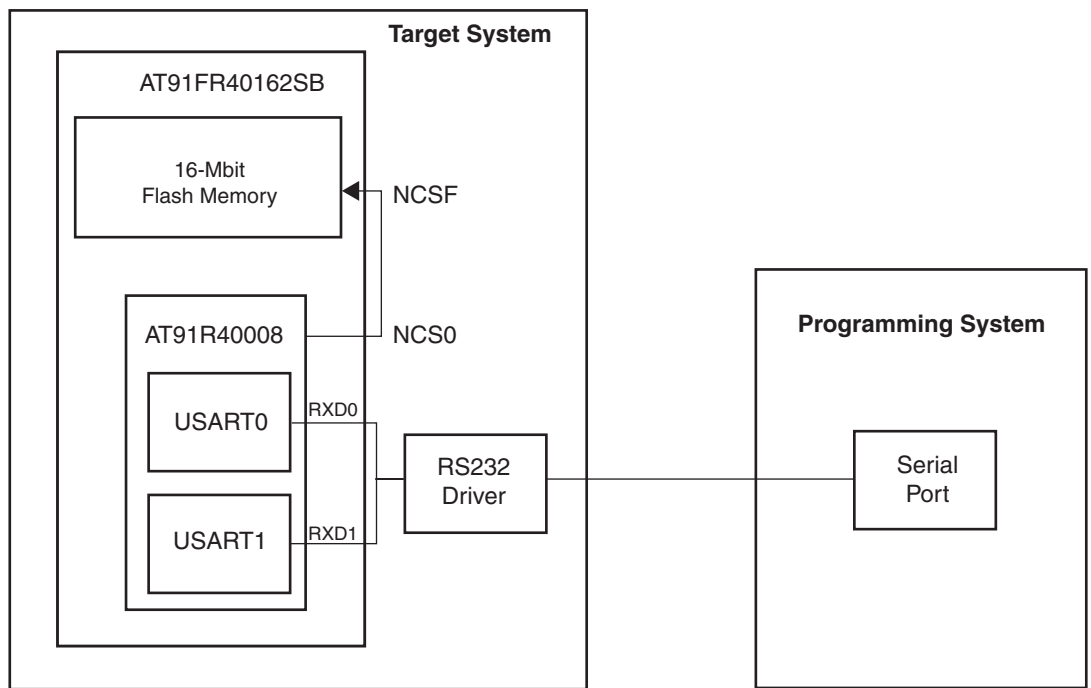 Target System
AT91FR40162SB
16-Mbit
Flash Memory
NCSF
AT91R40008
NCS0
USART0
RXD0
USART1
RXD1
RS232
Driver
Programming System
Serial
Port